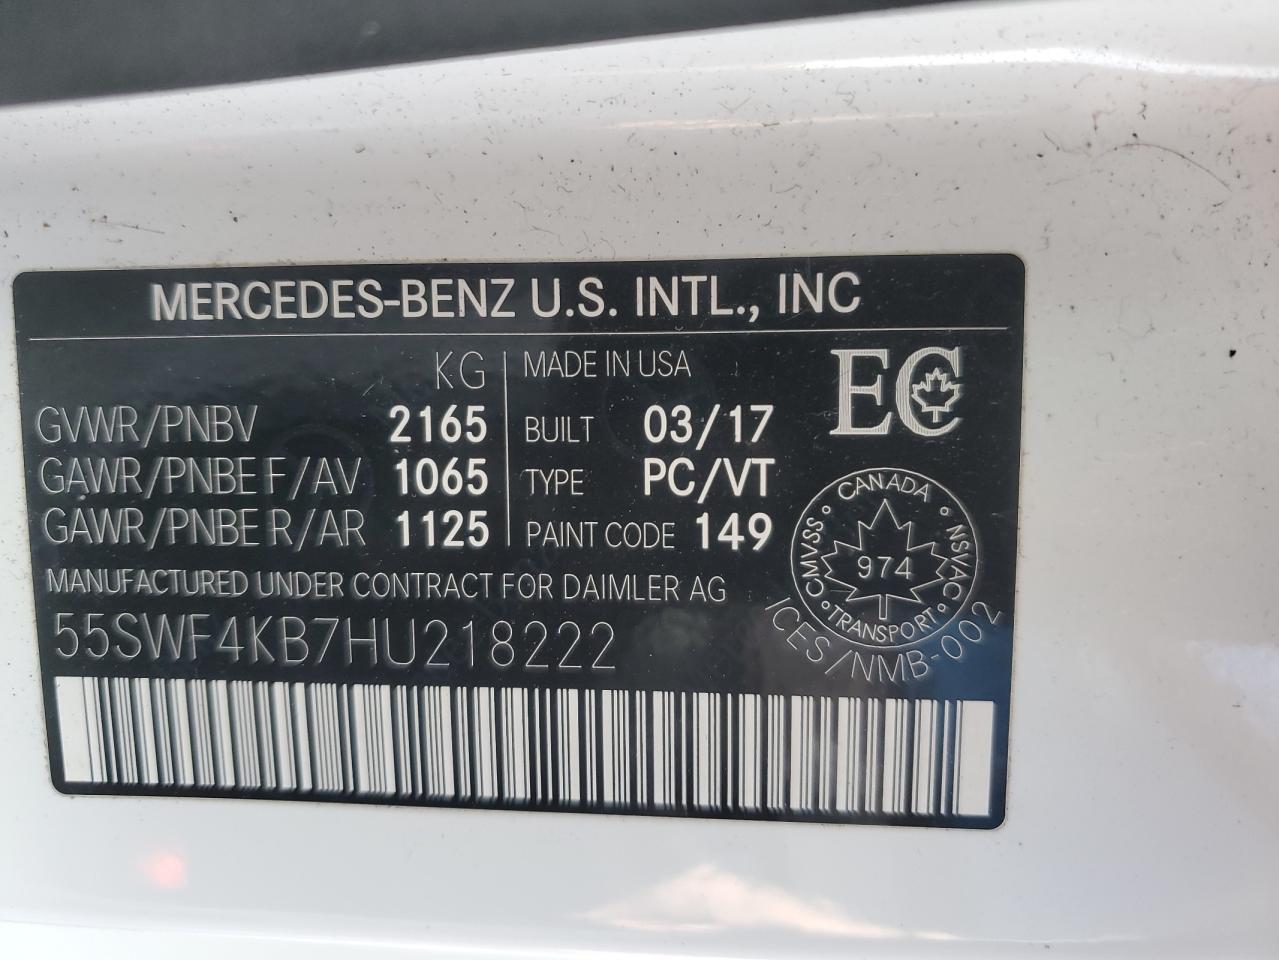 MERCEDES-BENZ U.S. INTL., INC
KG
GVWR/PNBV 2165
GAWR/PNBE F/AV 1065
GAWR/PNBE R/AR 1125
MADE IN USA
BUILT 03/17
TYPE PC/VT
PAINT CODE 149
EC
CANADA
CMVSS
NSVAC
974
TRANSPORT
ICES/NMB-002
MANUFACTURED UNDER CONTRACT FOR DAIMLER AG
55SWF4KB7HU218222